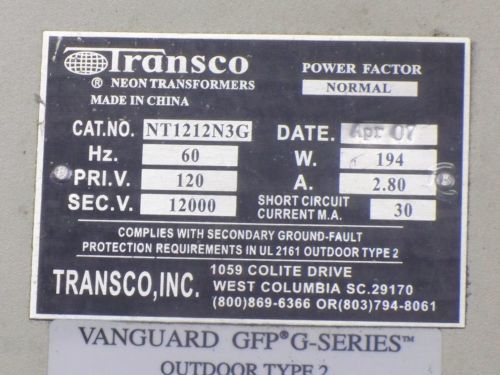 Transco
® NEON TRANSFORMERS
MADE IN CHINA
POWER FACTOR
NORMAL
CAT.NO. NT1212N3G
Hz. 60
PRI.V. 120
SEC.V. 12000
DATE. Apr 07
W. 194
A. 2.80
SHORT CIRCUIT
CURRENT M.A. 30
COMPLIES WITH SECONDARY GROUND-FAULT
PROTECTION REQUIREMENTS IN UL 2161 OUTDOOR TYPE 2
TRANSCO,INC.
1059 COLITE DRIVE
WEST COLUMBIA SC.29170
(800)869-6366 OR(803)794-8061
VANGUARD GFP® G-SERIES™
OUTDOOR TYPE 2